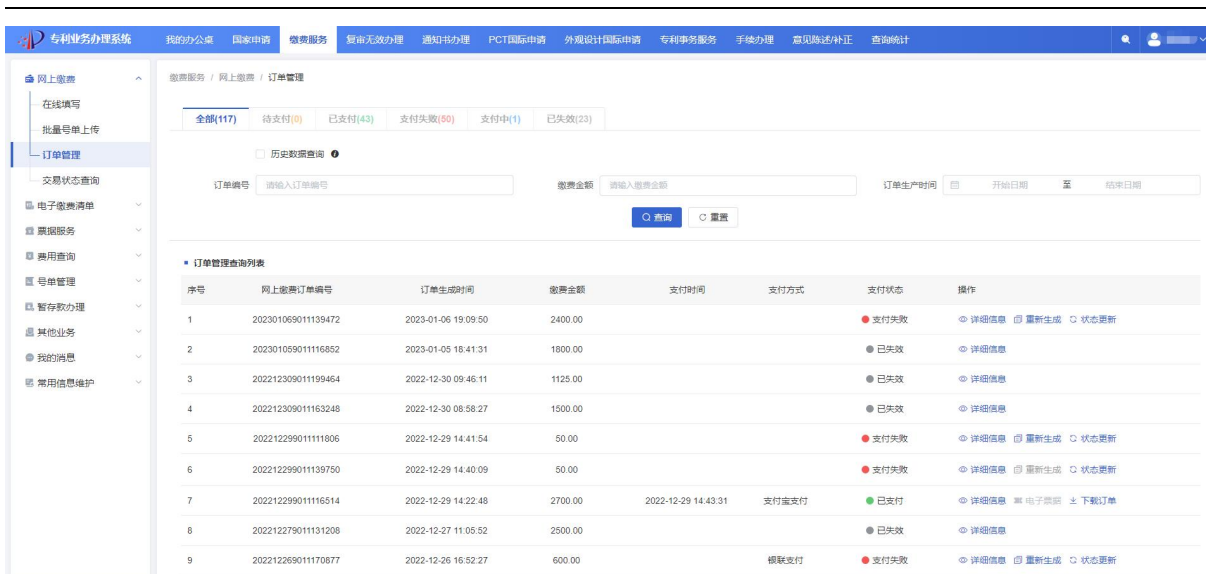 专利业务办理系统 我的办公桌 国家申请 缴费服务 复审无效办理 通知书办理 PCT国际申请 外观设计国际申请 专利事务服务 手续办理 意见陈述/补正 查询统计
网上缴费
在线填写
批量号单上传
订单管理
交易状态查询
电子缴费清单
票据服务
费用查询
号单管理
暂存款办理
其他业务
我的消息
常用信息维护
缴费服务 / 网上缴费 / 订单管理
全部(117) 待支付(0) 已支付(43) 支付失败(50) 支付中(1) 已失效(23)
历史数据查询
订单编号 请输入订单编号 缴费金额 请输入缴费金额 订单生产时间 开始日期 至 结束日期
查询 重置
订单管理查询列表
序号 网上缴费订单编号 订单生成时间 缴费金额 支付时间 支付方式 支付状态 操作
1 202301069011139472 2023-01-06 19:09:50 2400.00 支付失败 详细信息 重新生成 状态更新
2 202301059011116852 2023-01-05 18:41:31 1800.00 已失效 详细信息
3 202212309011199464 2022-12-30 09:46:11 1125.00 已失效 详细信息
4 202212309011163248 2022-12-30 08:58:27 1500.00 已失效 详细信息
5 202212299011111806 2022-12-29 14:41:54 50.00 支付失败 详细信息 重新生成 状态更新
6 202212299011139750 2022-12-29 14:40:09 50.00 支付失败 详细信息 重新生成 状态更新
7 202212299011116514 2022-12-29 14:22:48 2700.00 2022-12-29 14:43:31 支付宝支付 已支付 详细信息 电子票据 下载订单
8 202212279011131208 2022-12-27 11:05:52 2500.00 已失效 详细信息
9 202212269011170877 2022-12-26 16:52:27 600.00 银联支付 支付失败 详细信息 重新生成 状态更新